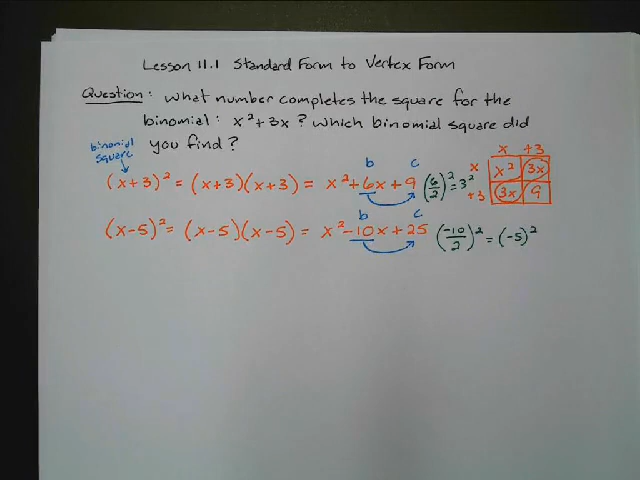 Lesson 11.1 Standard Form to Vertex Form
Question: What number completes the square for the
binomial: x²+3x? Which binomial square did
you find?
binomial
square
x +3
x x² 3x
+3 3x 9
b c
(x+3)² = (x+3)(x+3) = x²+6x+9 (6/2)²=3²
b c
(x-5)² = (x-5)(x-5) = x²-10x+25 (-10/2)² = (-5)²